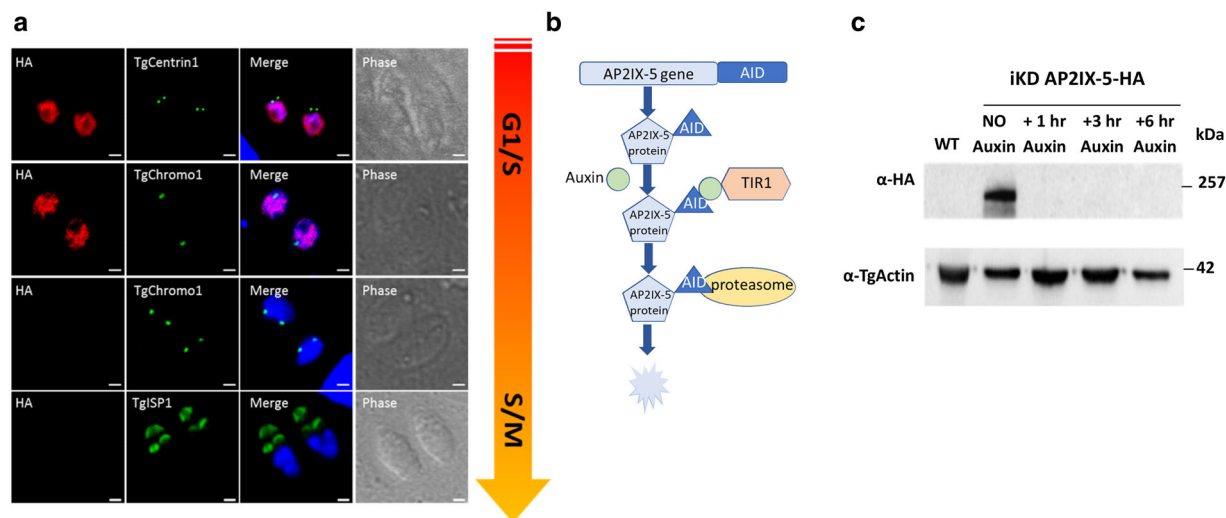 a
HA TgCentrin1 Merge Phase
HA TgChromo1 Merge Phase
HA TgChromo1 Merge Phase
HA TgISP1 Merge Phase
G1/S
S/M
b
AP2IX-5 gene AID
AP2IX-5 protein AID
Auxin
AP2IX-5 protein AID TIR1
AP2IX-5 protein AID proteasome
c
iKD AP2IX-5-HA
WT NO Auxin + 1 hr Auxin +3 hr Auxin +6 hr Auxin kDa
α-HA 257
α-TgActin 42